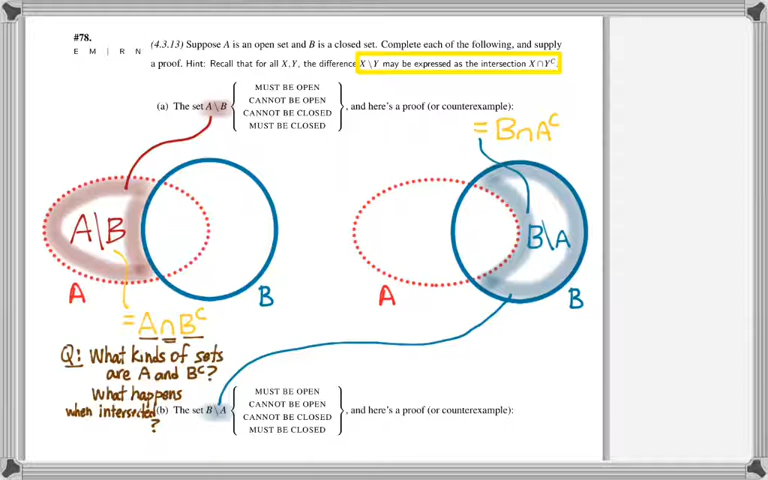 #78.
E M | R N
(4.3.13) Suppose A is an open set and B is a closed set. Complete each of the following, and supply
a proof. Hint: Recall that for all X, Y, the difference X \ Y may be expressed as the intersection X ∩ Y^C.
MUST BE OPEN
CANNOT BE OPEN
(a) The set A \ B { CANNOT BE CLOSED } , and here's a proof (or counterexample):
MUST BE CLOSED
= B∩A^C
A\B
B\A
A
B
A
B
= A∩B^C
Q: What kinds of sets
are A and B^C?
What happens
when intersected
?
MUST BE OPEN
CANNOT BE OPEN
(b) The set B \ A { CANNOT BE CLOSED } , and here's a proof (or counterexample):
MUST BE CLOSED